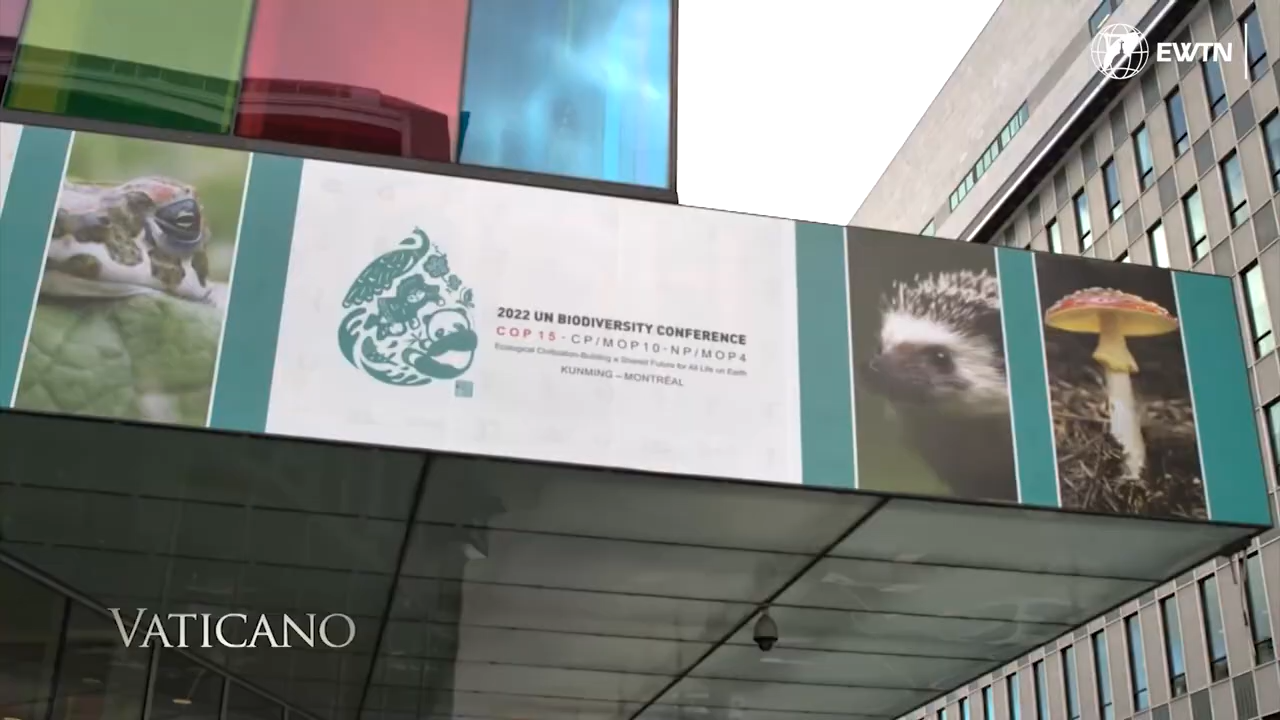 EWTN
2022 UN BIODIVERSITY CONFERENCE
COP 15 - CP/MOP10-NP/MOP4
Ecological Civilization-Building a Shared Future for All Life on Earth
KUNMING – MONTRÉAL
VATICANO